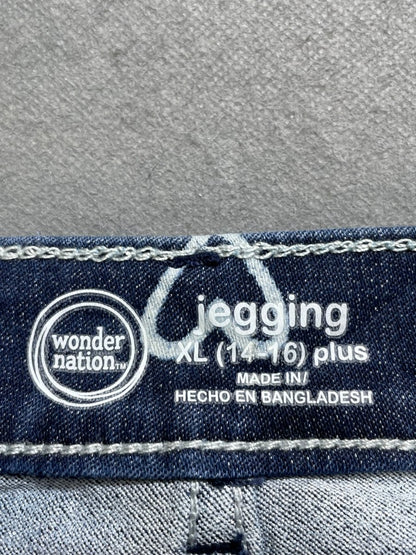 wonder
nation™
jegging
XL (14-16) plus
MADE IN/
HECHO EN BANGLADESH